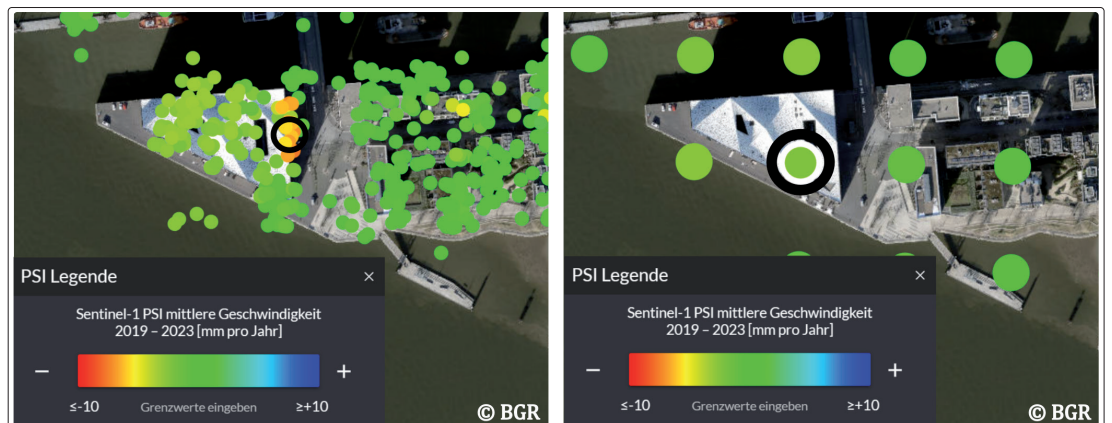 PSI Legende ×
Sentinel-1 PSI mittlere Geschwindigkeit
2019 – 2023 [mm pro Jahr]
− +
≤-10 Grenzwerte eingeben ≥+10
© BGR
PSI Legende ×
Sentinel-1 PSI mittlere Geschwindigkeit
2019 – 2023 [mm pro Jahr]
− +
≤-10 Grenzwerte eingeben ≥+10
© BGR